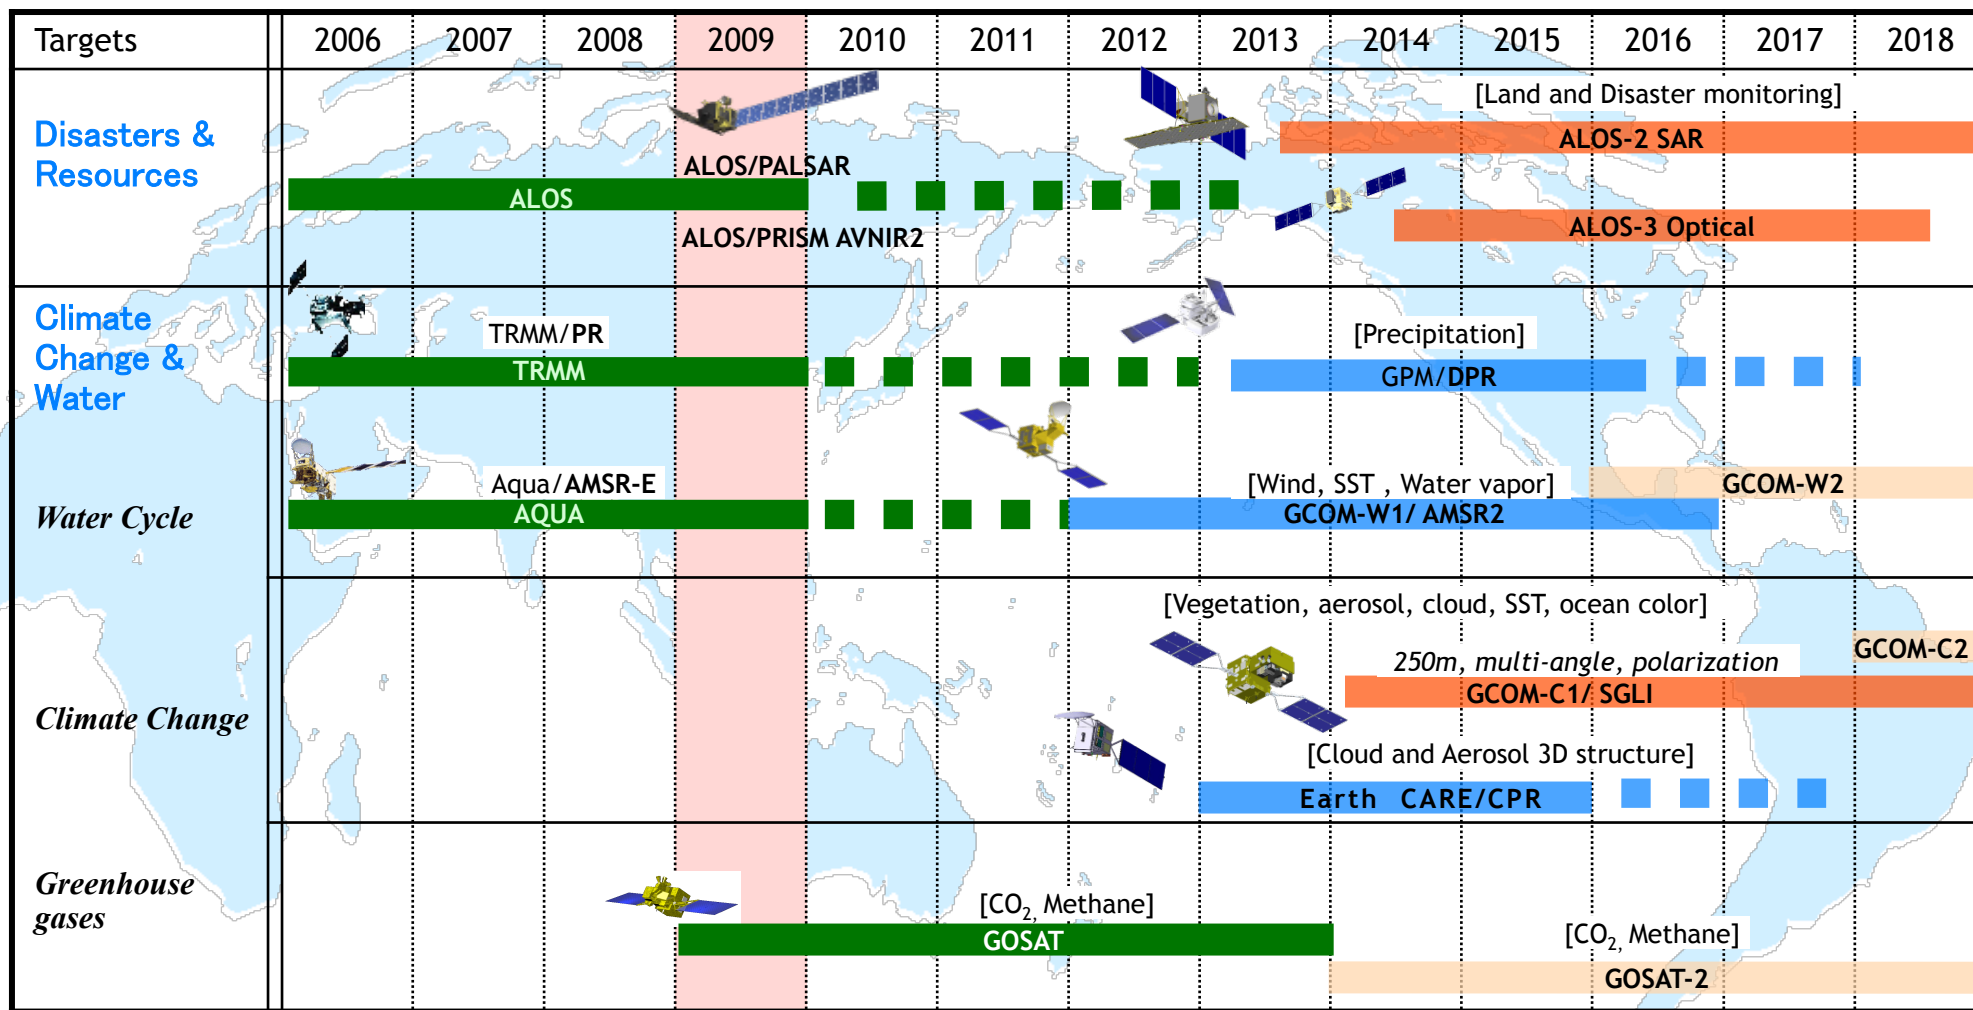 Targets 2006 2007 2008 2009 2010 2011 2012 2013 2014 2015 2016 2017 2018
[Land and Disaster monitoring]
Disasters &
Resources
ALOS-2 SAR
ALOS/PALSAR
ALOS
ALOS-3 Optical
ALOS/PRISM AVNIR2
Climate
Change &
Water
TRMM/PR
[Precipitation]
TRMM
GPM/DPR
Aqua/AMSR-E
[Wind, SST , Water vapor]
GCOM-W2
Water Cycle
AQUA
GCOM-W1/ AMSR2
[Vegetation, aerosol, cloud, SST, ocean color]
GCOM-C2
250m, multi-angle, polarization
GCOM-C1/ SGLI
Climate Change
[Cloud and Aerosol 3D structure]
Earth CARE/CPR
Greenhouse
gases
[CO2, Methane]
GOSAT
[CO2, Methane]
GOSAT-2